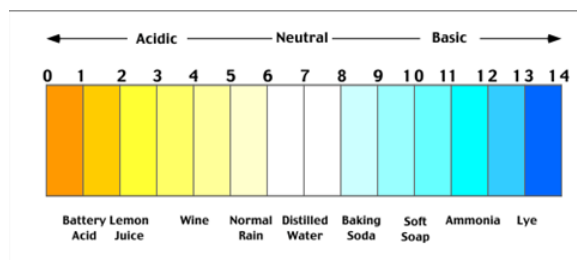 Acidic Neutral Basic
0 1 2 3 4 5 6 7 8 9 10 11 12 13 14
Battery Lemon Wine Normal Distilled Baking Soft Ammonia Lye
Acid Juice Rain Water Soda Soap